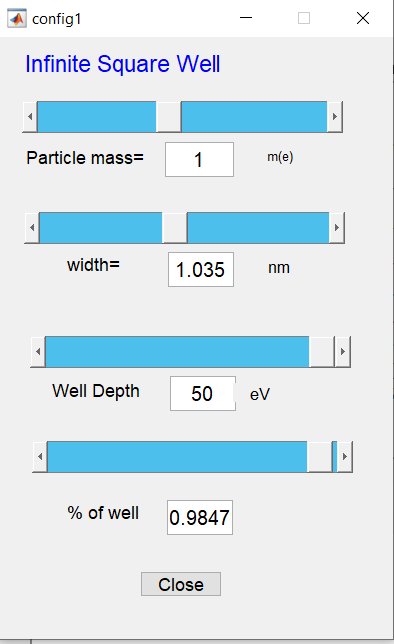 config1
Infinite Square Well
Particle mass= 1 m(e)
width= 1.035 nm
Well Depth 50 eV
% of well 0.9847
Close